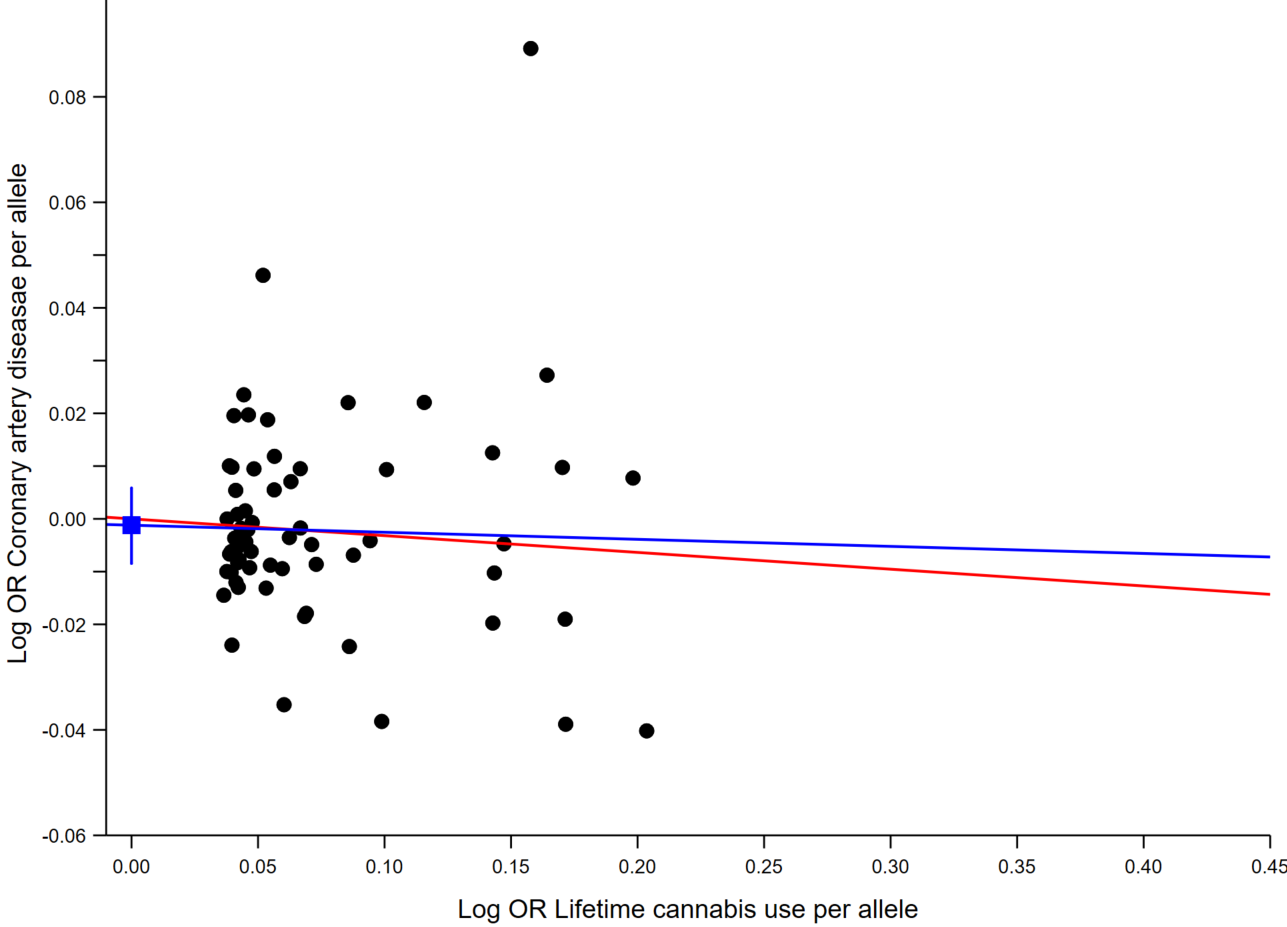 Log OR Coronary artery diseasae per allele
0.08
0.06
0.04
0.02
0.00
-0.02
-0.04
-0.06
0.00 0.05 0.10 0.15 0.20 0.25 0.30 0.35 0.40 0.45
Log OR Lifetime cannabis use per allele